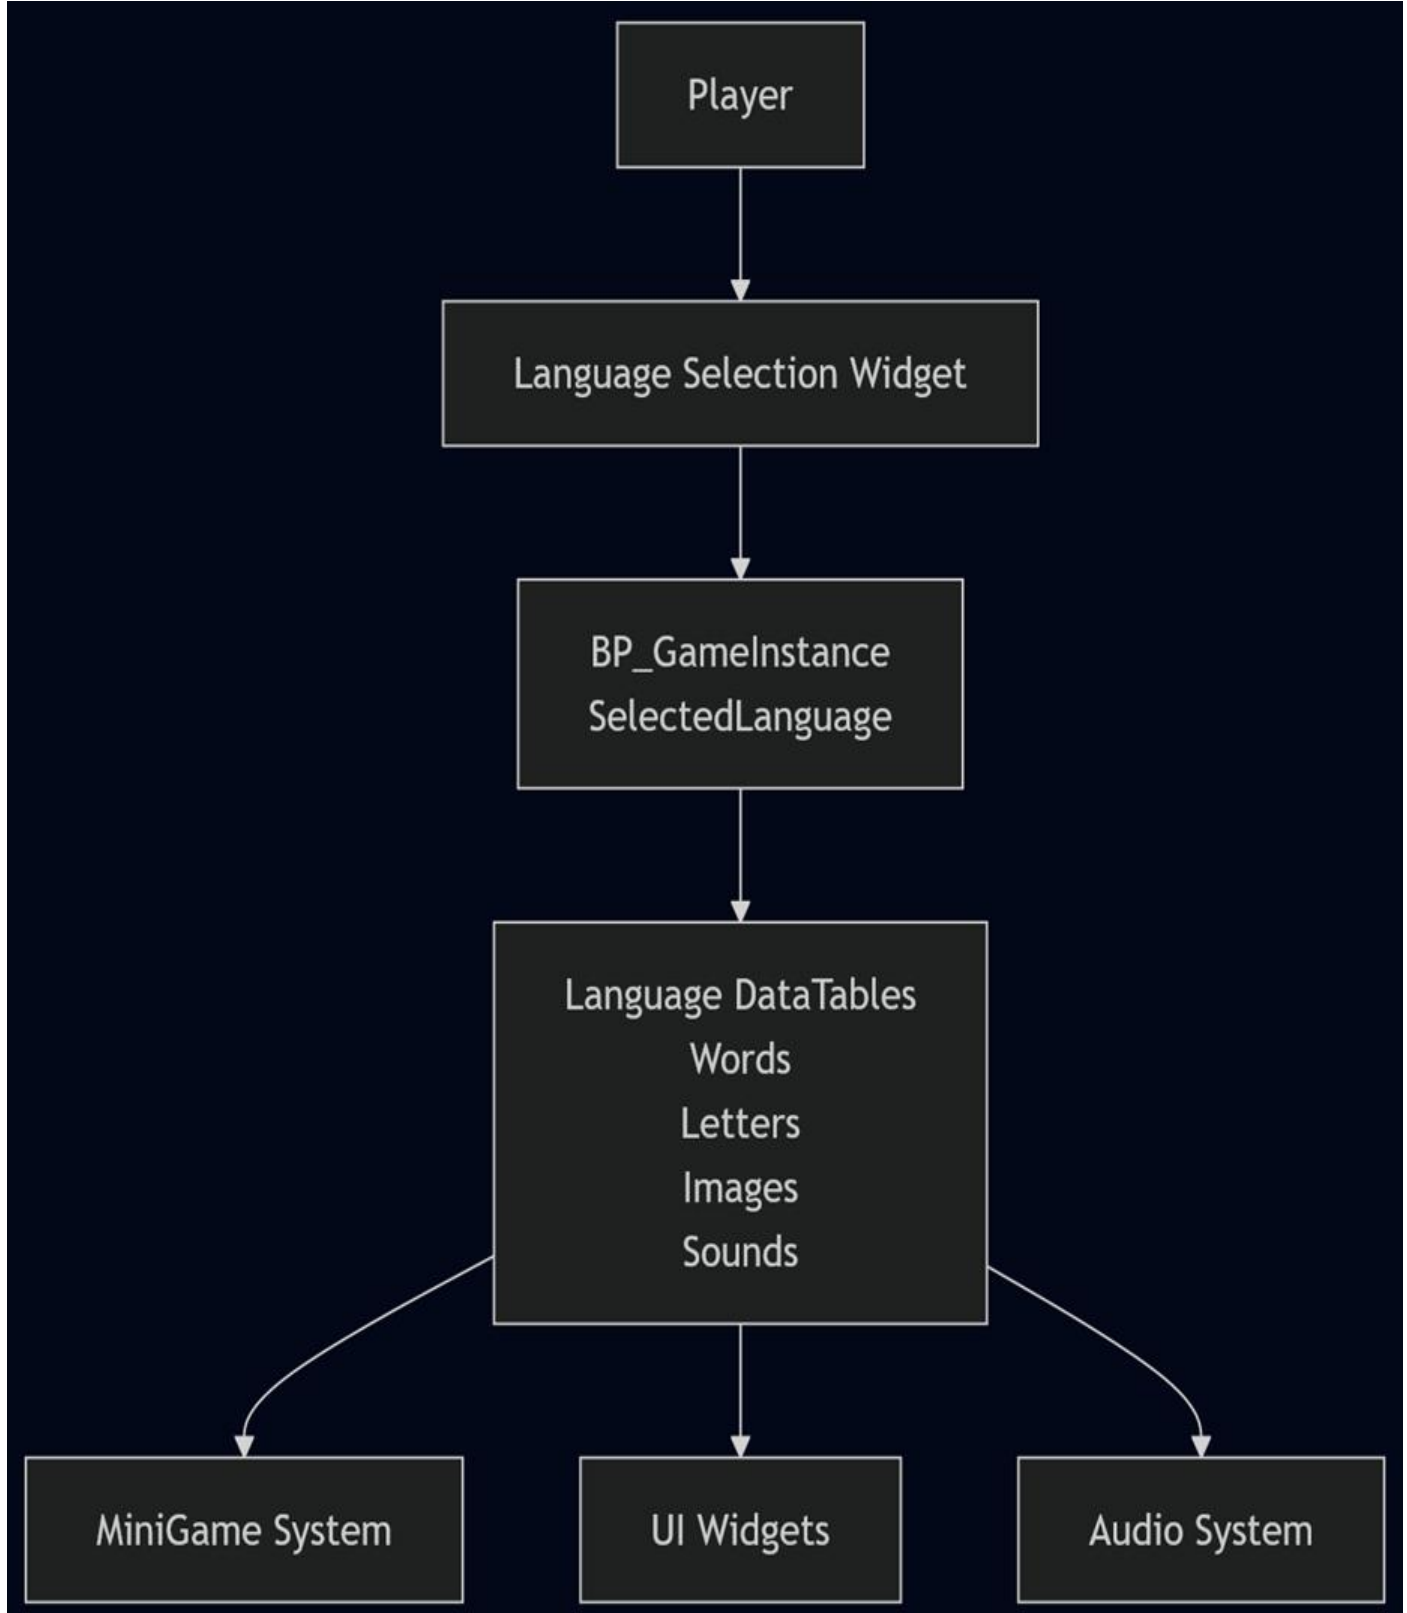 Player
Language Selection Widget
BP_GameInstance
SelectedLanguage
Language DataTables
Words
Letters
Images
Sounds
MiniGame System
UI Widgets
Audio System